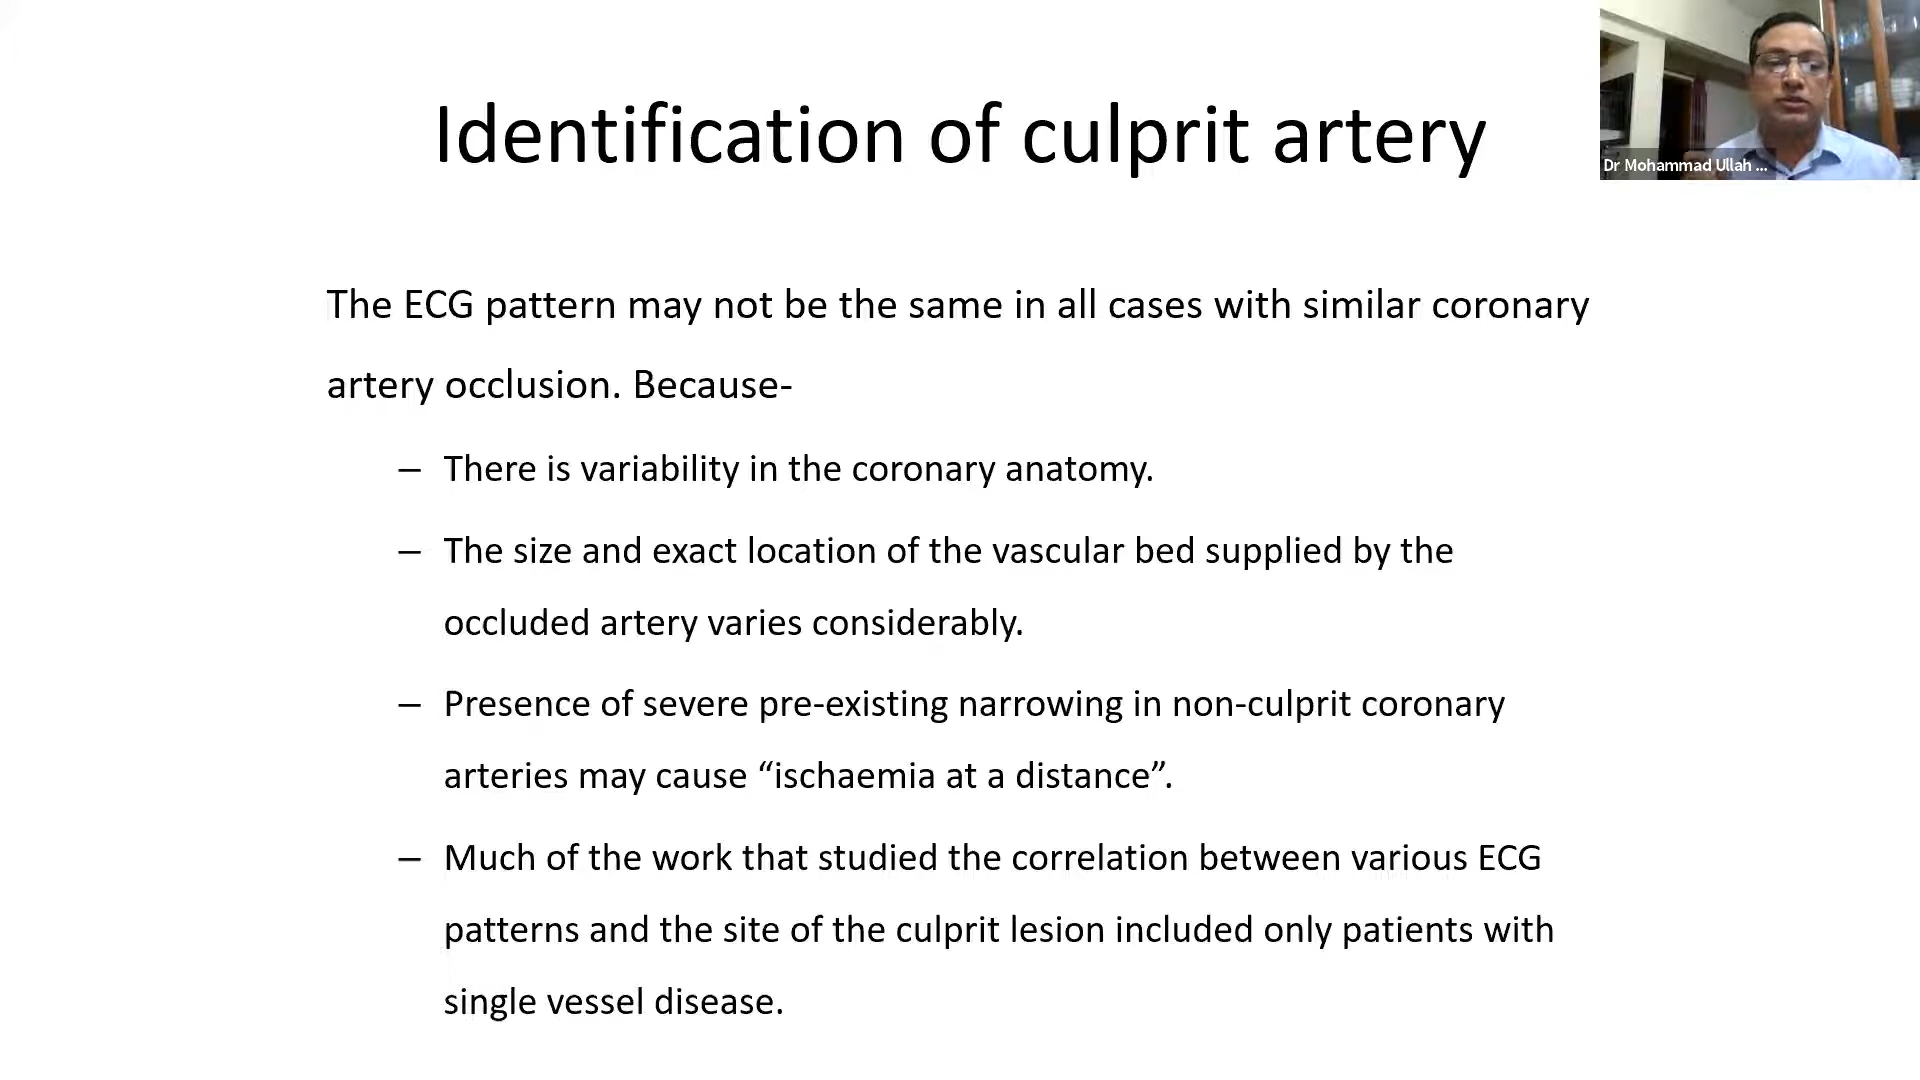 Identification of culprit artery
Dr Mohammad Ullah ...
The ECG pattern may not be the same in all cases with similar coronary
artery occlusion. Because-
– There is variability in the coronary anatomy.
– The size and exact location of the vascular bed supplied by the
occluded artery varies considerably.
– Presence of severe pre-existing narrowing in non-culprit coronary
arteries may cause “ischaemia at a distance”.
– Much of the work that studied the correlation between various ECG
patterns and the site of the culprit lesion included only patients with
single vessel disease.